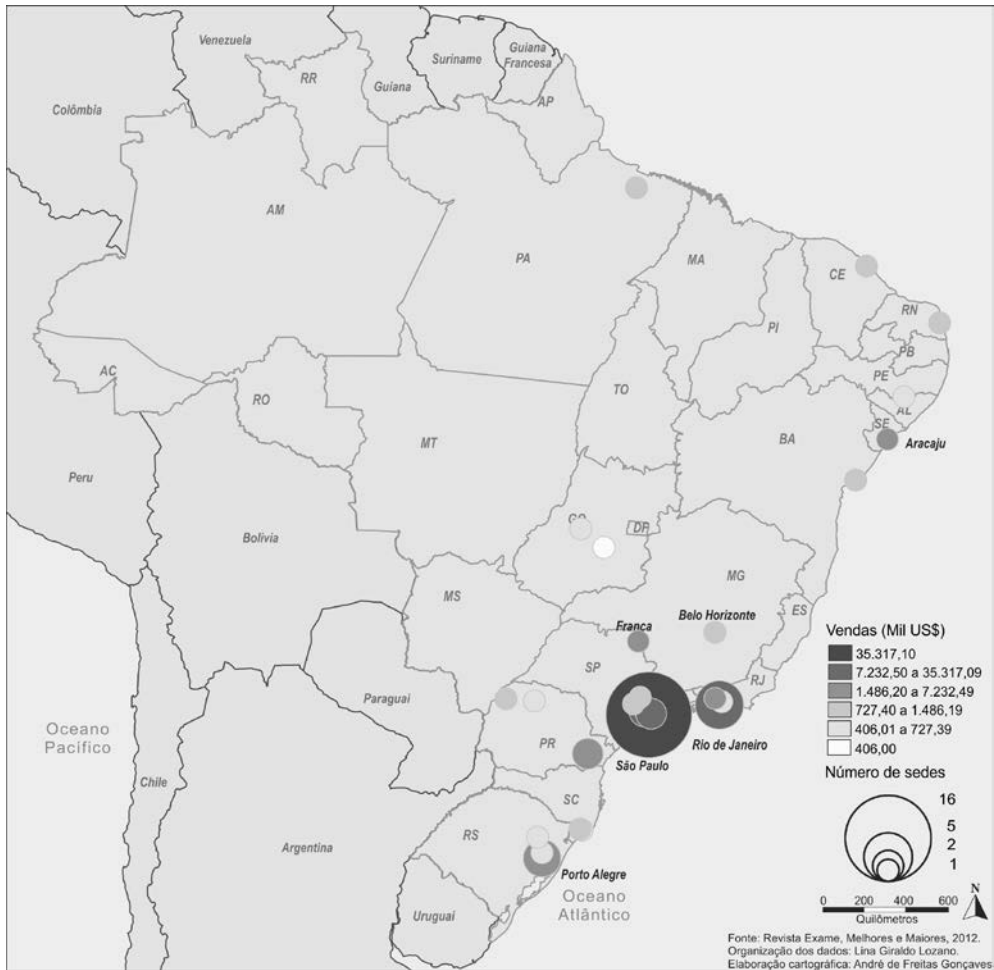 Venezuela
Suriname
Guiana
Francesa
RR
Guiana
AP
Colômbia
AM
PA
MA
CE
RN
PI
PB
PE
AC
AL
RO
TO
SE
MT
BA
Aracaju
Peru
GO
DF
Bolívia
MG
MS
ES
Belo Horizonte
Franca
Vendas (Mil US$)
35.317,10
7.232,50 a 35.317,09
1.486,20 a 7.232,49
727,40 a 1.486,19
406,01 a 727,39
406,00
SP
RJ
Paraguai
Oceano
Pacífico
PR
Rio de Janeiro
São Paulo
Chile
Número de sedes
16
5
2
1
SC
RS
Argentina
Porto Alegre
Oceano
Atlântico
Uruguai
N
0 200 400 600
Quilômetros
Fonte: Revista Exame, Melhores e Maiores, 2012.
Organização dos dados: Lina Giraldo Lozano.
Elaboração cartográfica: André de Freitas Gonçaves